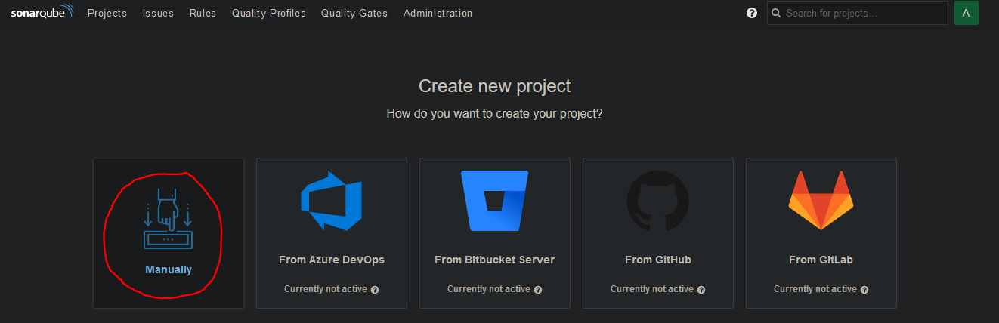 sonarqube Projects Issues Rules Quality Profiles Quality Gates Administration ? Search for projects... A
Create new project
How do you want to create your project?
Manually
From Azure DevOps
Currently not active ?
From Bitbucket Server
Currently not active ?
From GitHub
Currently not active ?
From GitLab
Currently not active ?